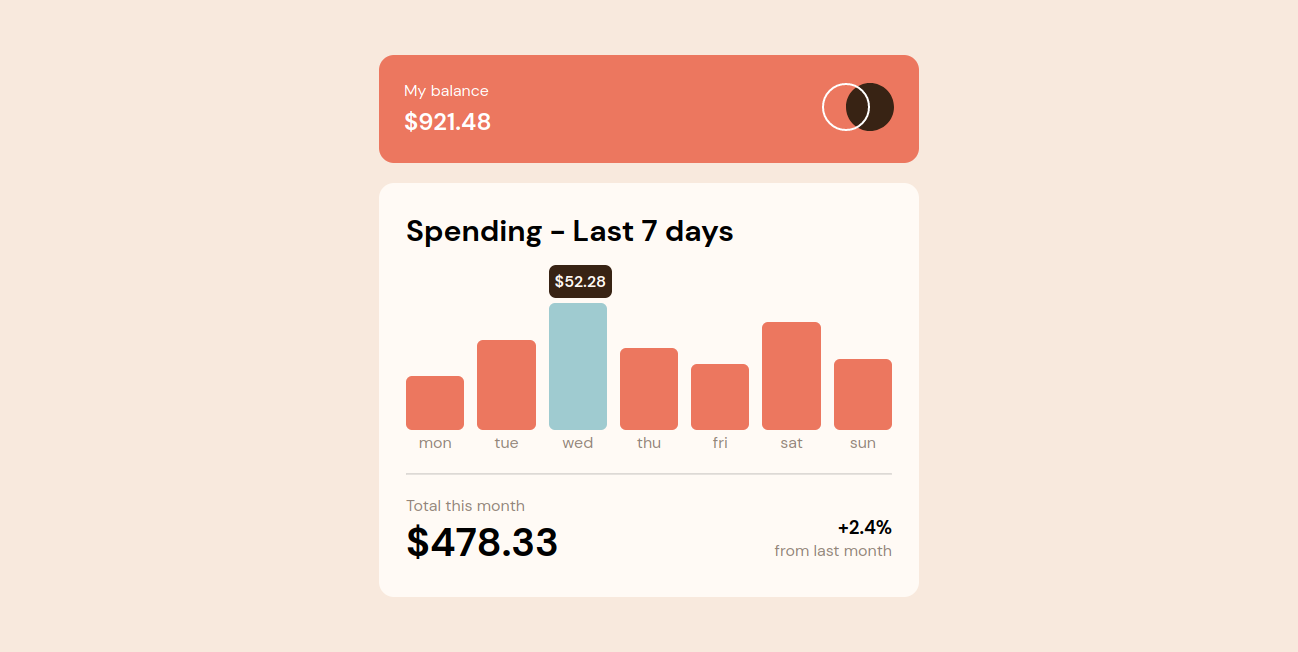 My balance
$921.48
Spending - Last 7 days
$52.28
mon tue wed thu fri sat sun
Total this month
$478.33
+2.4%
from last month